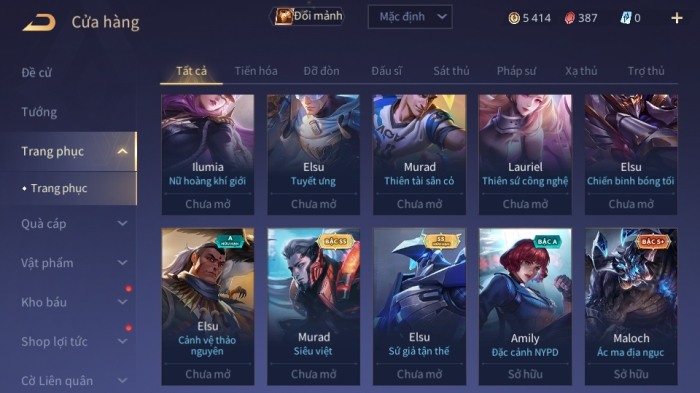 Cửa hàng
Đổi mảnh
Mặc định
5 414
387
0
Đề cử
Tướng
Trang phục
Trang phục
Quà cáp
Vật phẩm
Kho báu
Shop lợi tức
Cờ Liên quân
Tất cả
Tiến hóa
Đỡ đòn
Đấu sĩ
Sát thủ
Pháp sư
Xạ thủ
Trợ thủ
Ilumia
Nữ hoàng khí giới
Chưa mở
Elsu
Tuyết ưng
Chưa mở
Murad
Thiên tài sân cỏ
Chưa mở
Lauriel
Thiên sứ công nghệ
Chưa mở
Elsu
Chiến binh bóng tối
Chưa mở
A
HỮU HẠN
Elsu
Cảnh vệ thảo
nguyên
Chưa mở
BẬC SS
Murad
Siêu việt
Chưa mở
SS
HỮU HẠN
Elsu
Sứ giả tận thế
Chưa mở
BẬC A
Amily
Đặc cảnh NYPD
Sở hữu
BẬC S+
Maloch
Ác ma địa ngục
Sở hữu